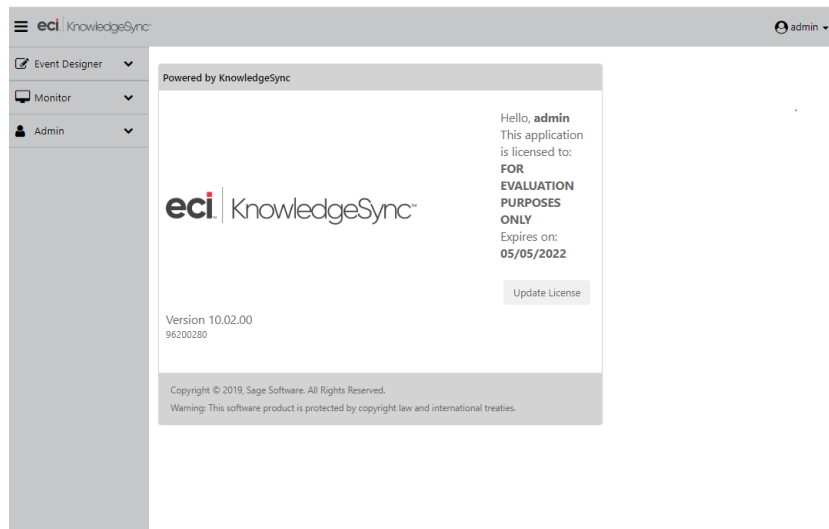 eci KnowledgeSync™
admin
Event Designer
Monitor
Admin
Powered by KnowledgeSync
Hello, admin
This application
is licensed to:
FOR
EVALUATION
PURPOSES
ONLY
Expires on:
05/05/2022
eci KnowledgeSync™
Update License
Version 10.02.00
96200280
Copyright © 2019, Sage Software. All Rights Reserved.
Warning: This software product is protected by copyright law and international treaties.